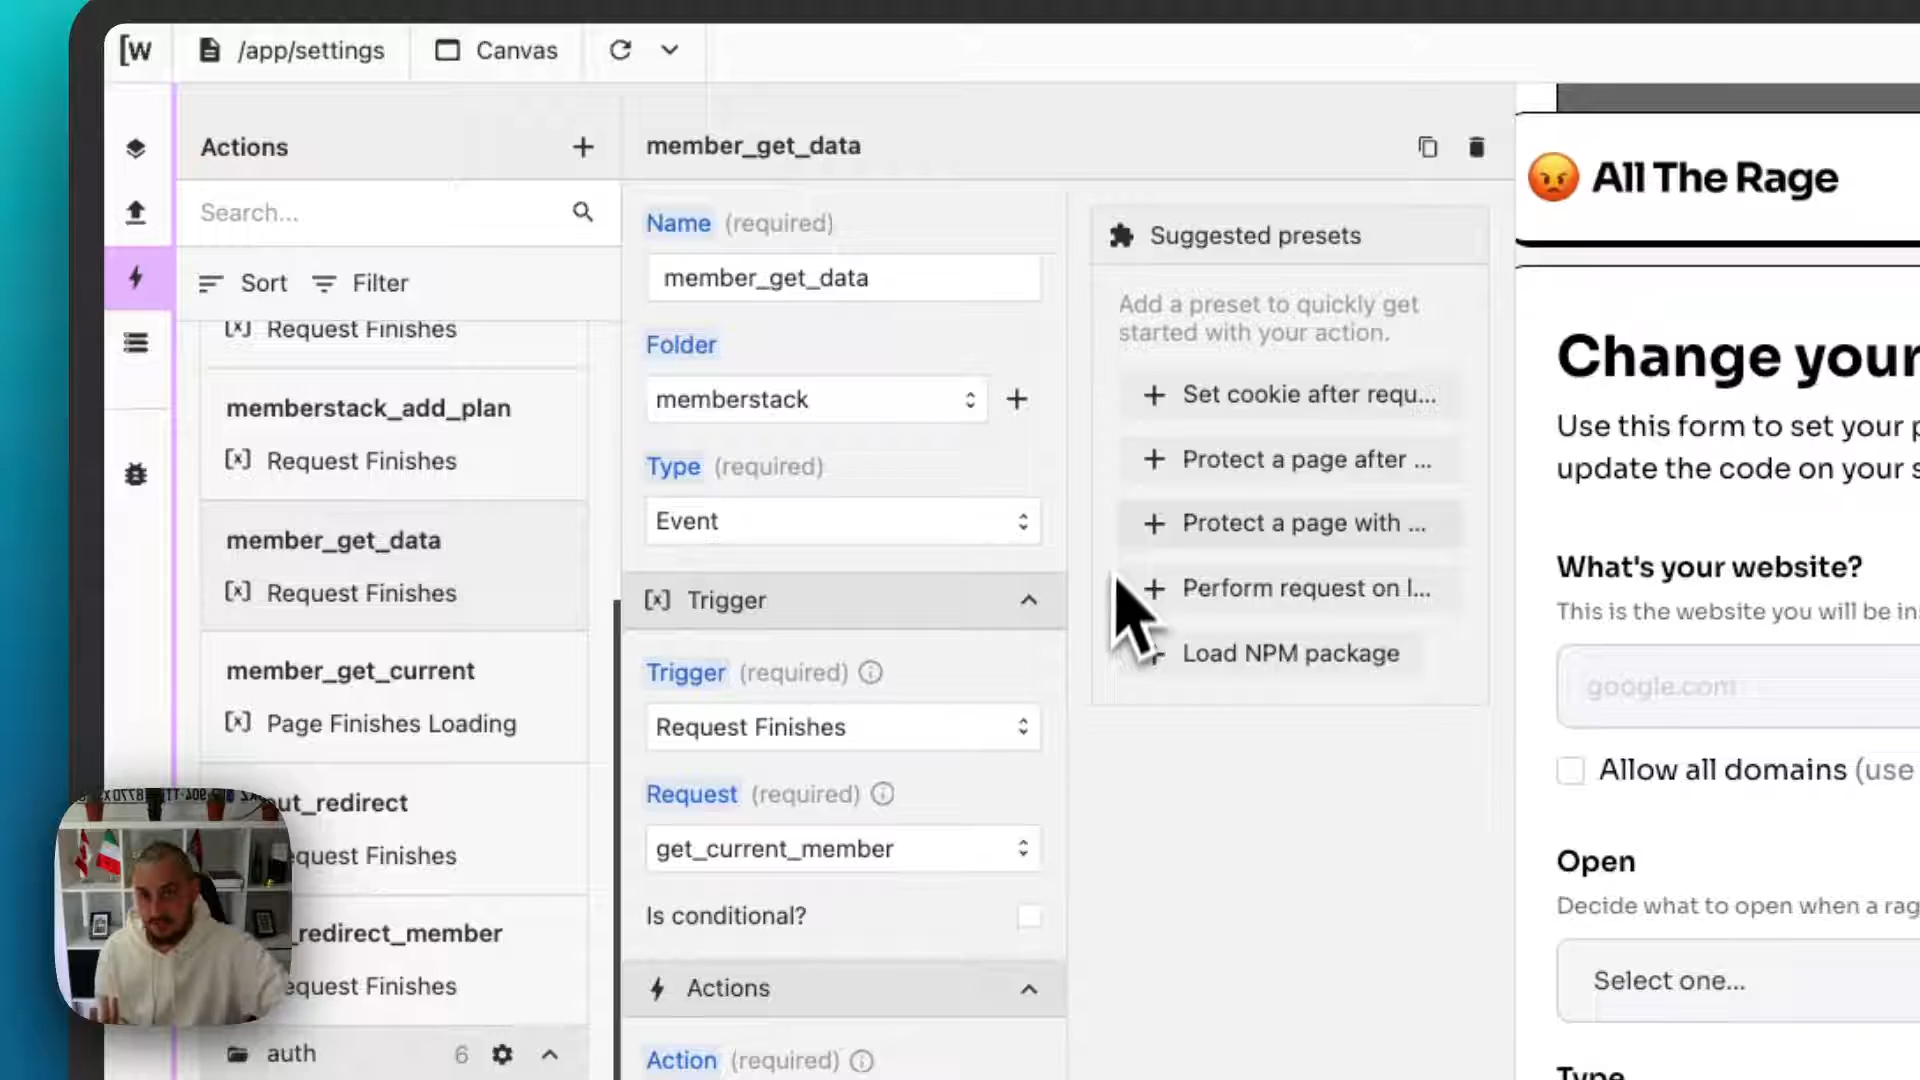 [W
/app/settings
Canvas
Actions
Search...
Sort
Filter
Request Finishes
memberstack_add_plan
Request Finishes
member_get_data
Request Finishes
member_get_current
Page Finishes Loading
ut_redirect
equest Finishes
_redirect_member
equest Finishes
auth
6
member_get_data
Name (required)
member_get_data
Folder
memberstack
Type (required)
Event
Trigger
Trigger (required)
Request Finishes
Request (required)
get_current_member
Is conditional?
Actions
Action (required)
Suggested presets
Add a preset to quickly get
started with your action.
Set cookie after requ...
Protect a page after ...
Protect a page with ...
Perform request on l...
Load NPM package
All The Rage
Change your
Use this form to set your p
update the code on your s
What's your website?
This is the website you will be in
google.com
Allow all domains (use
Open
Decide what to open when a rag
Select one...
Type